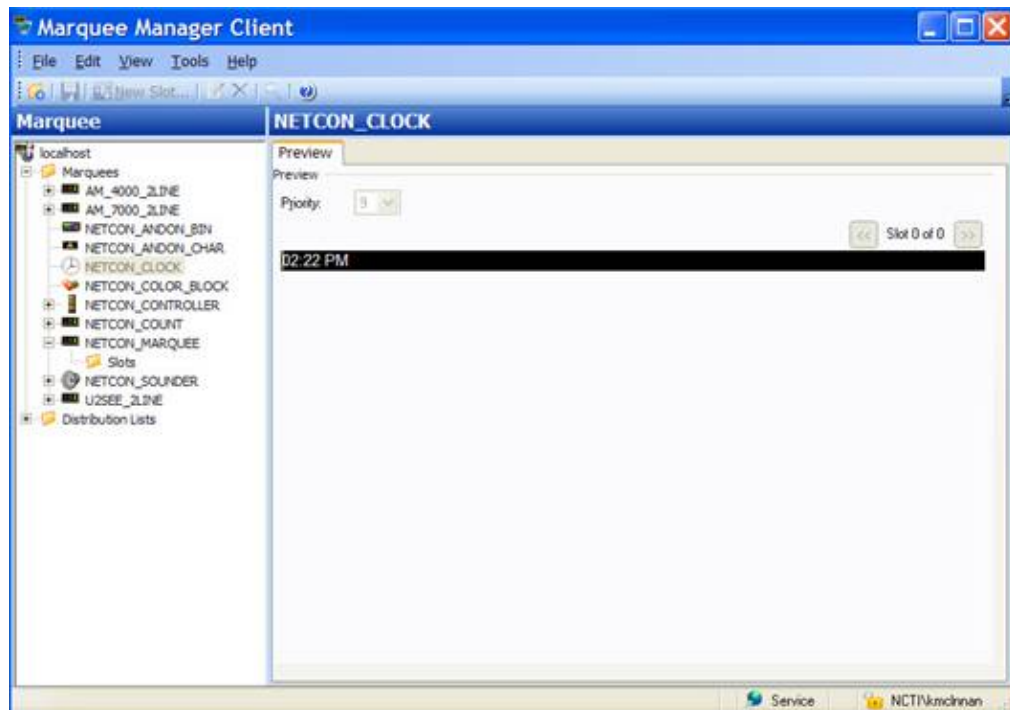 Marquee Manager Client
File Edit View Tools Help
New Slot...
Marquee
NETCON_CLOCK
localhost
Marquees
AM_4000_2LINE
AM_7000_2LINE
NETCON_ANDON_BIN
NETCON_ANDON_CHAR
NETCON_CLOCK
NETCON_COLOR_BLOCK
NETCON_CONTROLLER
NETCON_COUNT
NETCON_MARQUEE
Slots
NETCON_SOUNDER
U2SEE_2LINE
Distribution Lists
Preview
Preview
Priority: 9
<< Slot 0 of 0 >>
02:22 PM
Service
NCTI\kmclnnan